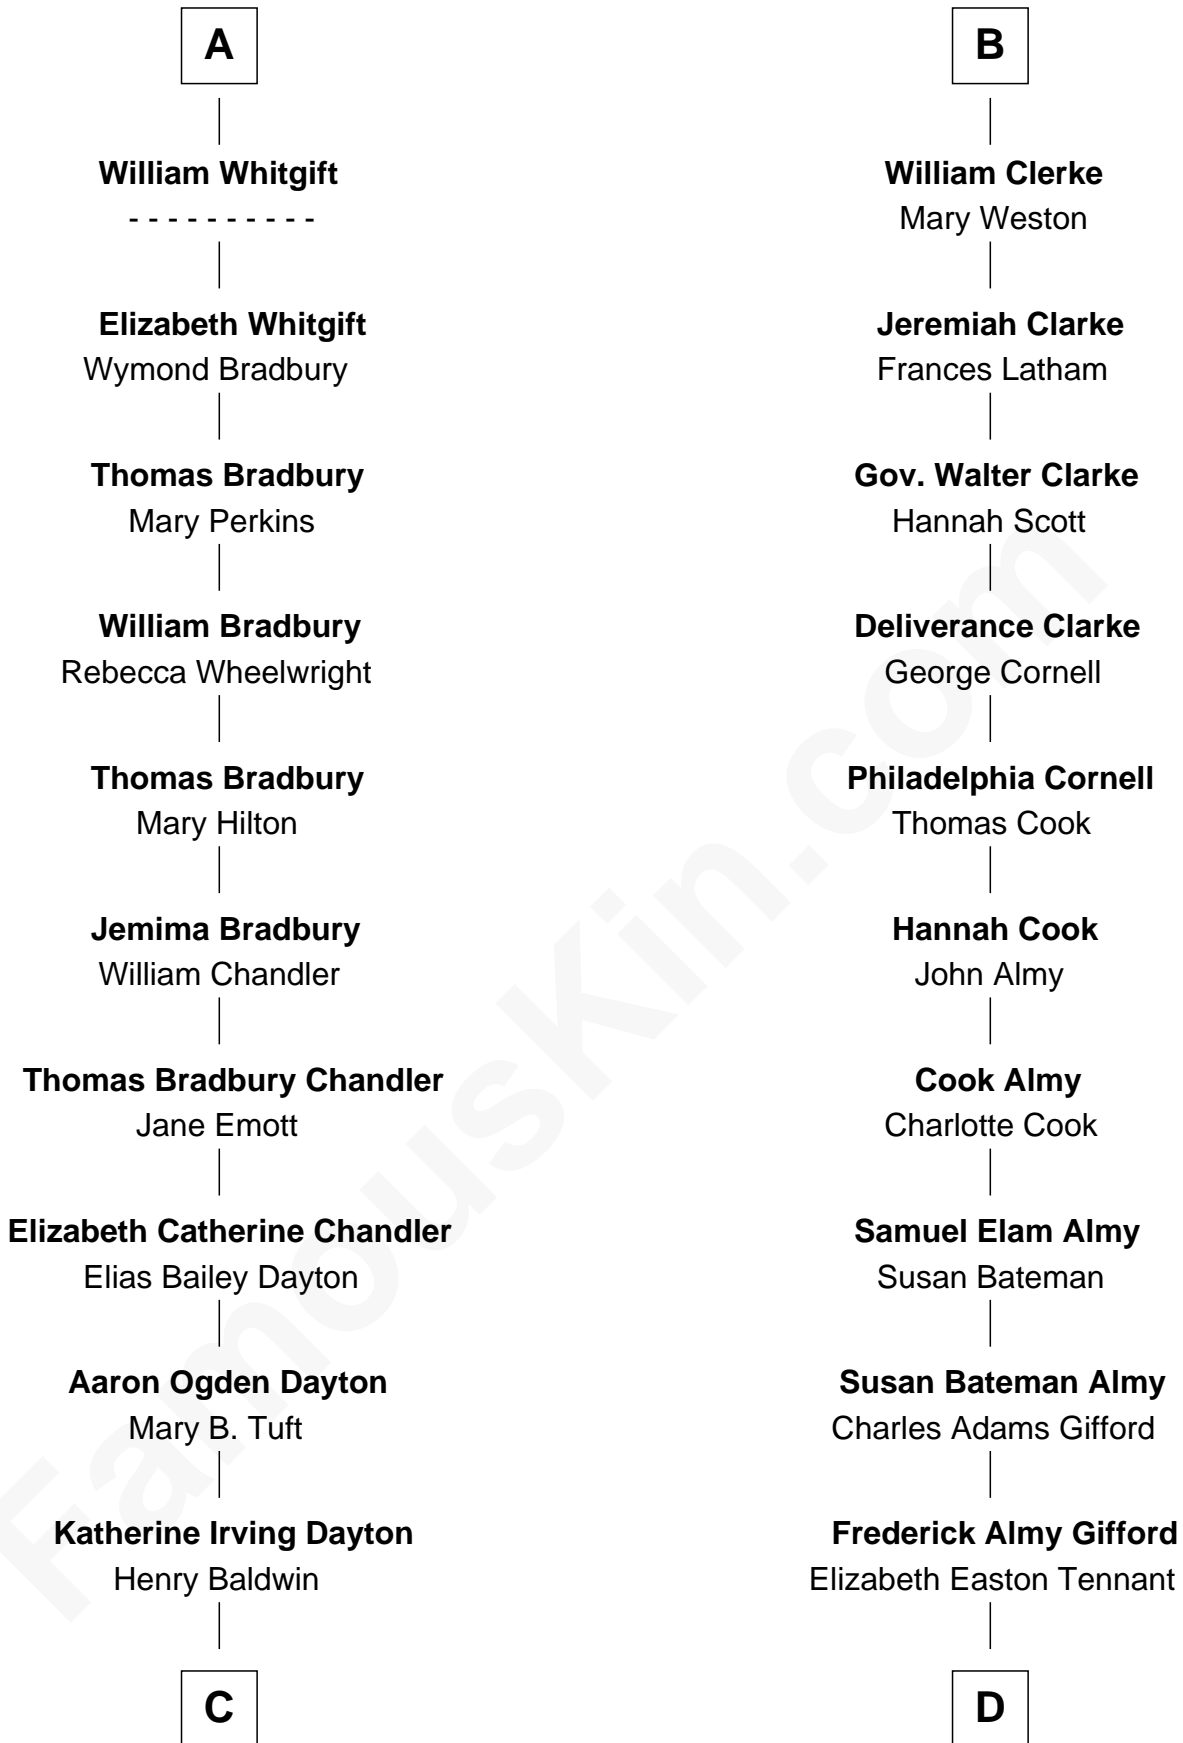 A
William Whitgift
- - - - - - - - - -
Elizabeth Whitgift
Wymond Bradbury
Thomas Bradbury
Mary Perkins
William Bradbury
Rebecca Wheelwright
Thomas Bradbury
Mary Hilton
Jemima Bradbury
William Chandler
Thomas Bradbury Chandler
Jane Emott
Elizabeth Catherine Chandler
Elias Bailey Dayton
Aaron Ogden Dayton
Mary B. Tuft
Katherine Irving Dayton
Henry Baldwin
C
B
William Clerke
Mary Weston
Jeremiah Clarke
Frances Latham
Gov. Walter Clarke
Hannah Scott
Deliverance Clarke
George Cornell
Philadelphia Cornell
Thomas Cook
Hannah Cook
John Almy
Cook Almy
Charlotte Cook
Samuel Elam Almy
Susan Bateman
Susan Bateman Almy
Charles Adams Gifford
Frederick Almy Gifford
Elizabeth Easton Tennant
D
FamousKin.com